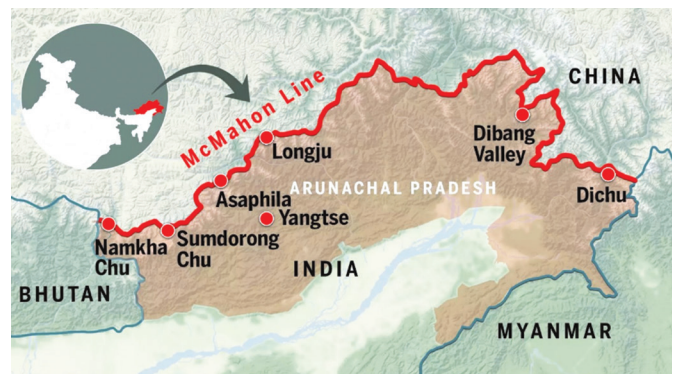 McMahon Line
CHINA
Longju
Dibang
Valley
Asaphila
ARUNACHAL PRADESH
Dichu
Yangtse
Namkha
Chu
Sumdorong
Chu
INDIA
BHUTAN
MYANMAR